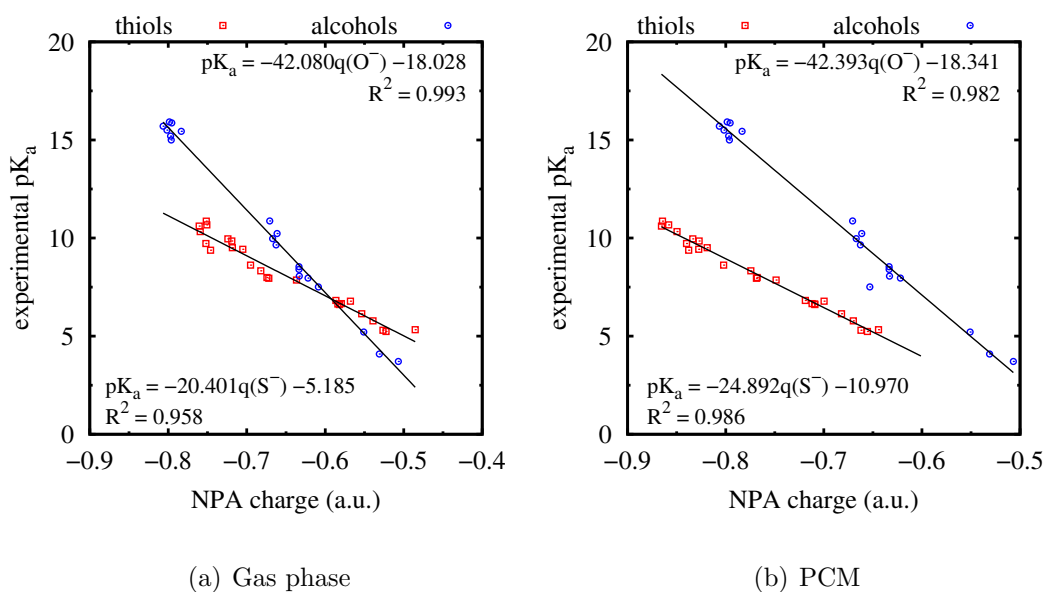 thiols alcohols
20
15
10
5
0
experimental pKₐ
pKₐ = −42.080q(O⁻) −18.028
R² = 0.993
pKₐ = −20.401q(S⁻) −5.185
R² = 0.958
−0.9 −0.8 −0.7 −0.6 −0.5 −0.4
NPA charge (a.u.)
(a) Gas phase
thiols alcohols
20
15
10
5
0
experimental pKₐ
pKₐ = −42.393q(O⁻) −18.341
R² = 0.982
pKₐ = −24.892q(S⁻) −10.970
R² = 0.986
−0.9 −0.8 −0.7 −0.6 −0.5
NPA charge (a.u.)
(b) PCM